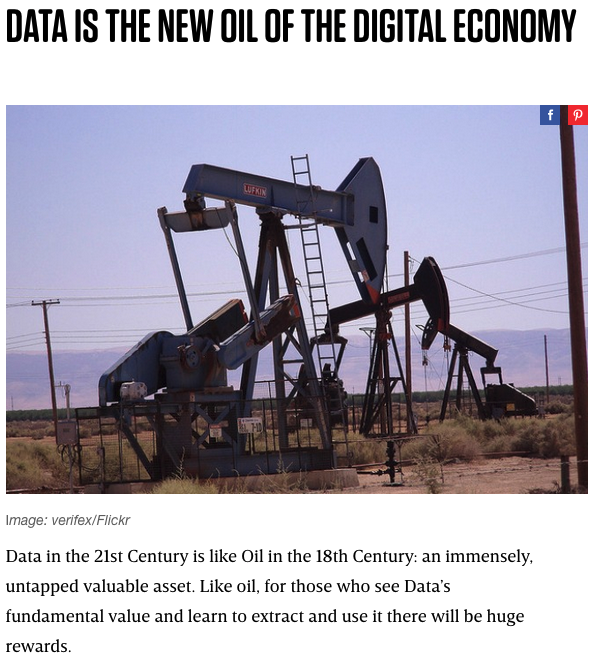 DATA IS THE NEW OIL OF THE DIGITAL ECONOMY
LUFKIN
Image: verifex/Flickr
Data in the 21st Century is like Oil in the 18th Century: an immensely,
untapped valuable asset. Like oil, for those who see Data's
fundamental value and learn to extract and use it there will be huge
rewards.